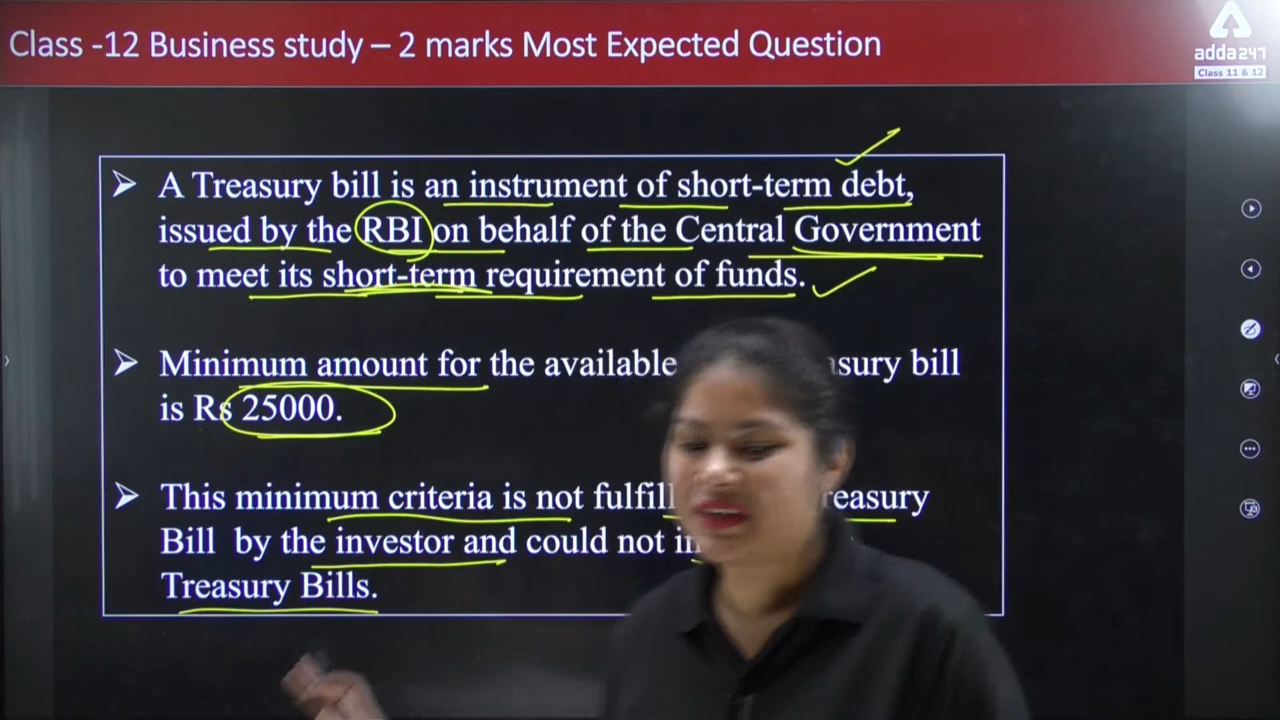 Class -12 Business study – 2 marks Most Expected Question
adda247
Class 11 & 12
➢ A Treasury bill is an instrument of short-term debt,
issued by the RBI on behalf of the Central Government
to meet its short-term requirement of funds.
➢ Minimum amount for the available bill
is Rs 25000.
➢ This minimum criteria is not
Bill by the investor and could not
Treasury Bills.